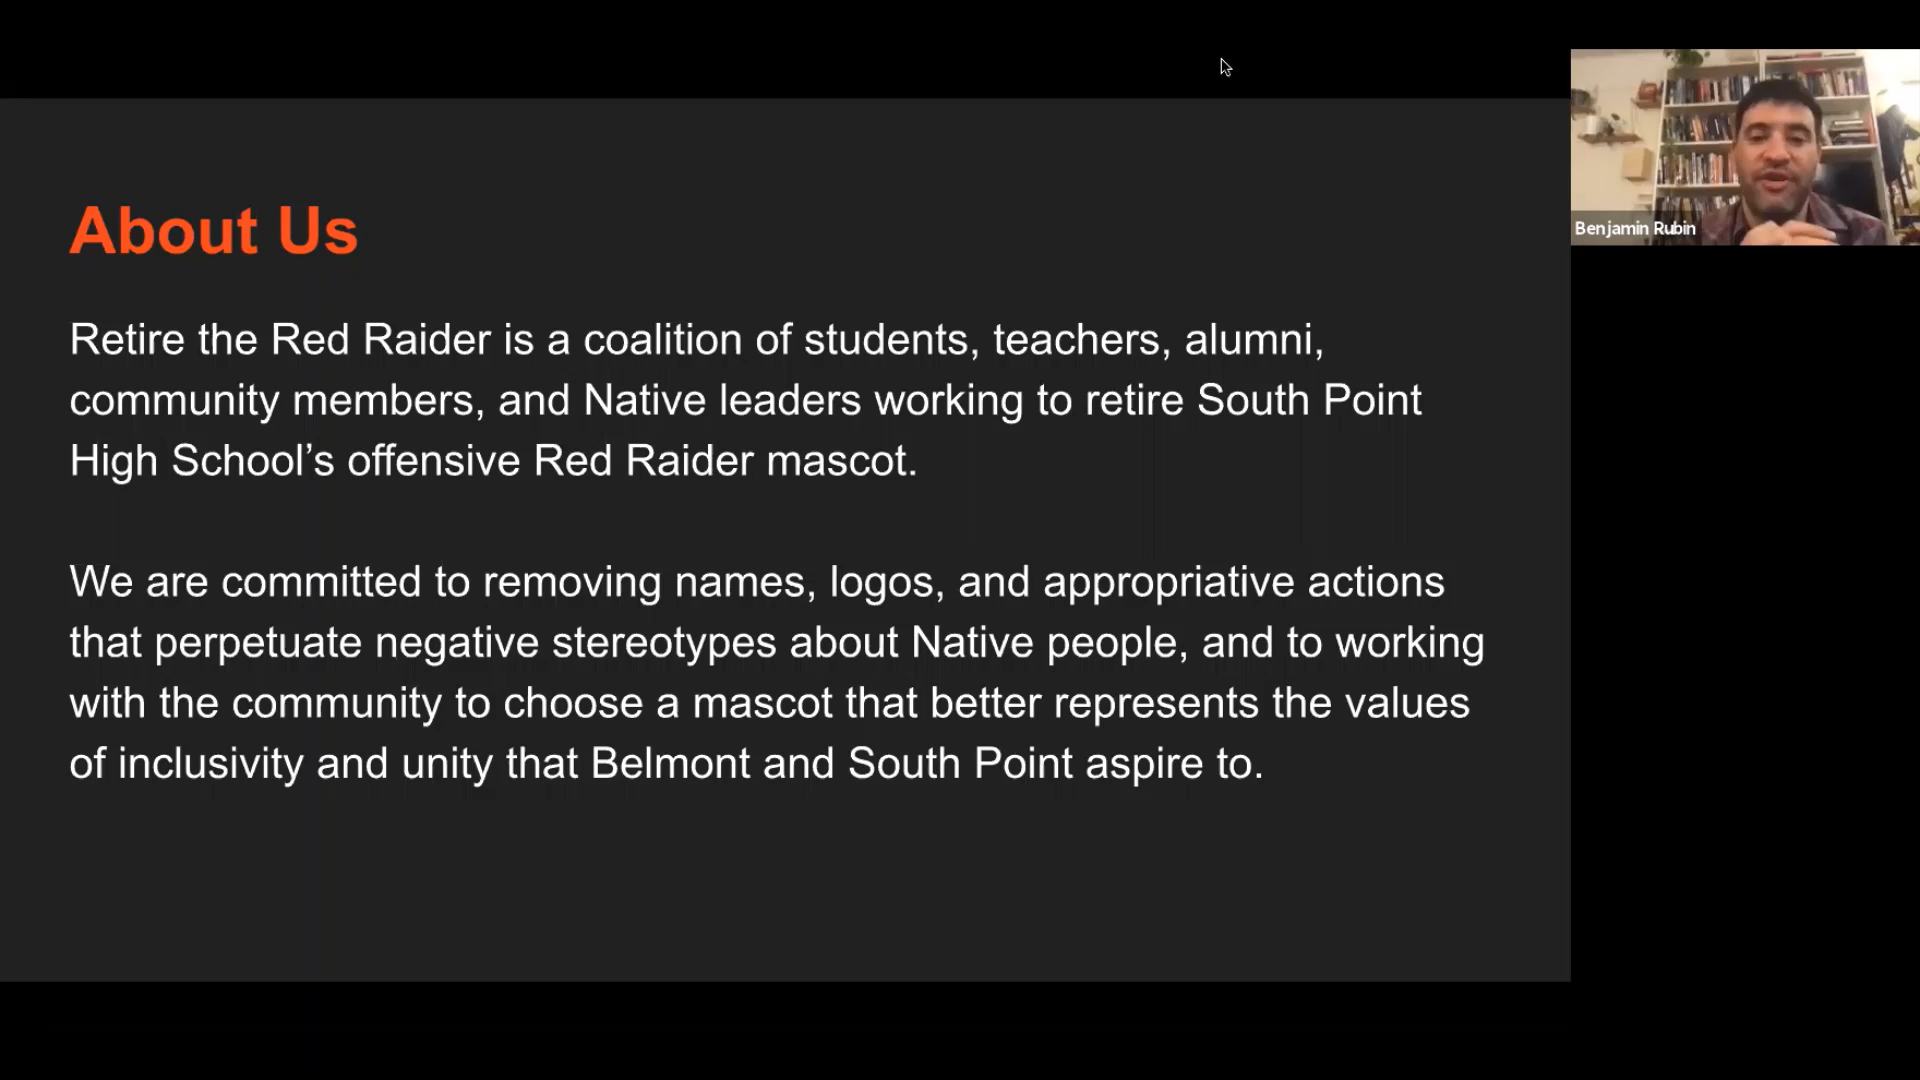 About Us
Retire the Red Raider is a coalition of students, teachers, alumni,
community members, and Native leaders working to retire South Point
High School’s offensive Red Raider mascot.
We are committed to removing names, logos, and appropriative actions
that perpetuate negative stereotypes about Native people, and to working
with the community to choose a mascot that better represents the values
of inclusivity and unity that Belmont and South Point aspire to.
Benjamin Rubin